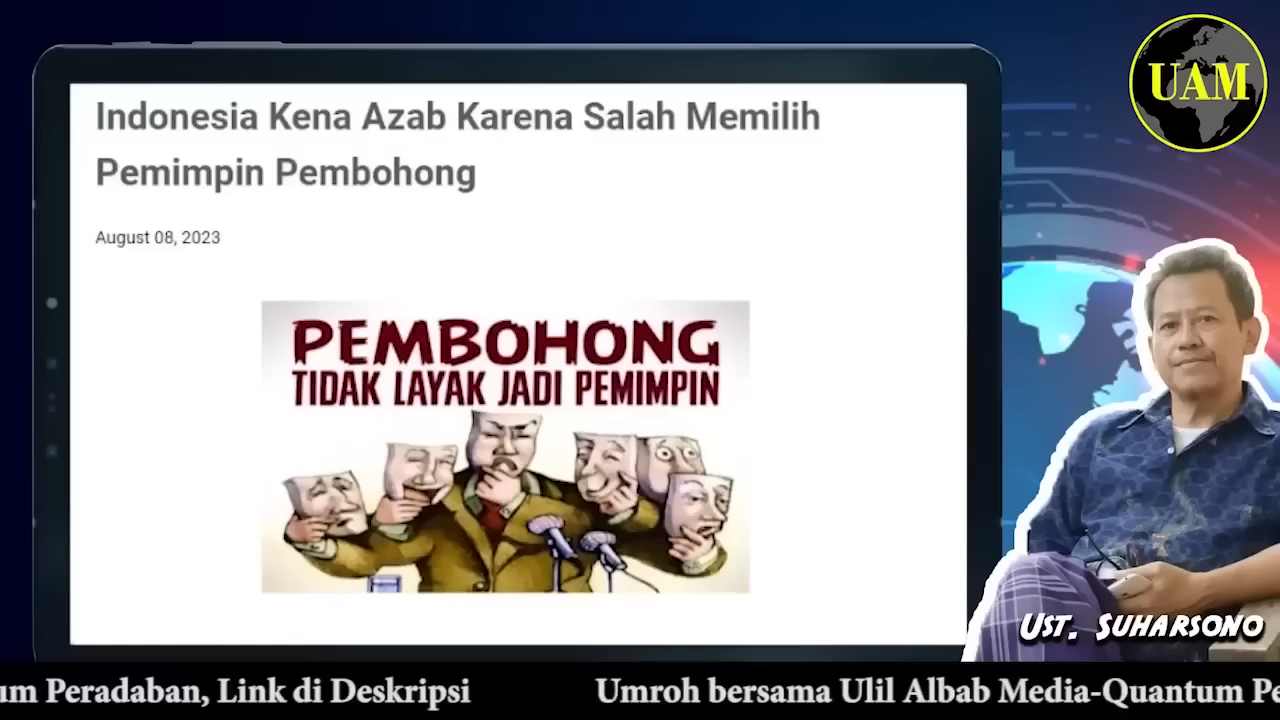 Indonesia Kena Azab Karena Salah Memilih
Pemimpin Pembohong
August 08, 2023
PEMBOHONG
TIDAK LAYAK JADI PEMIMPIN
UAM
UST. SUHARSONO
um Peradaban, Link di Deskripsi
Umroh bersama Ulil Albab Media-Quantum Pe